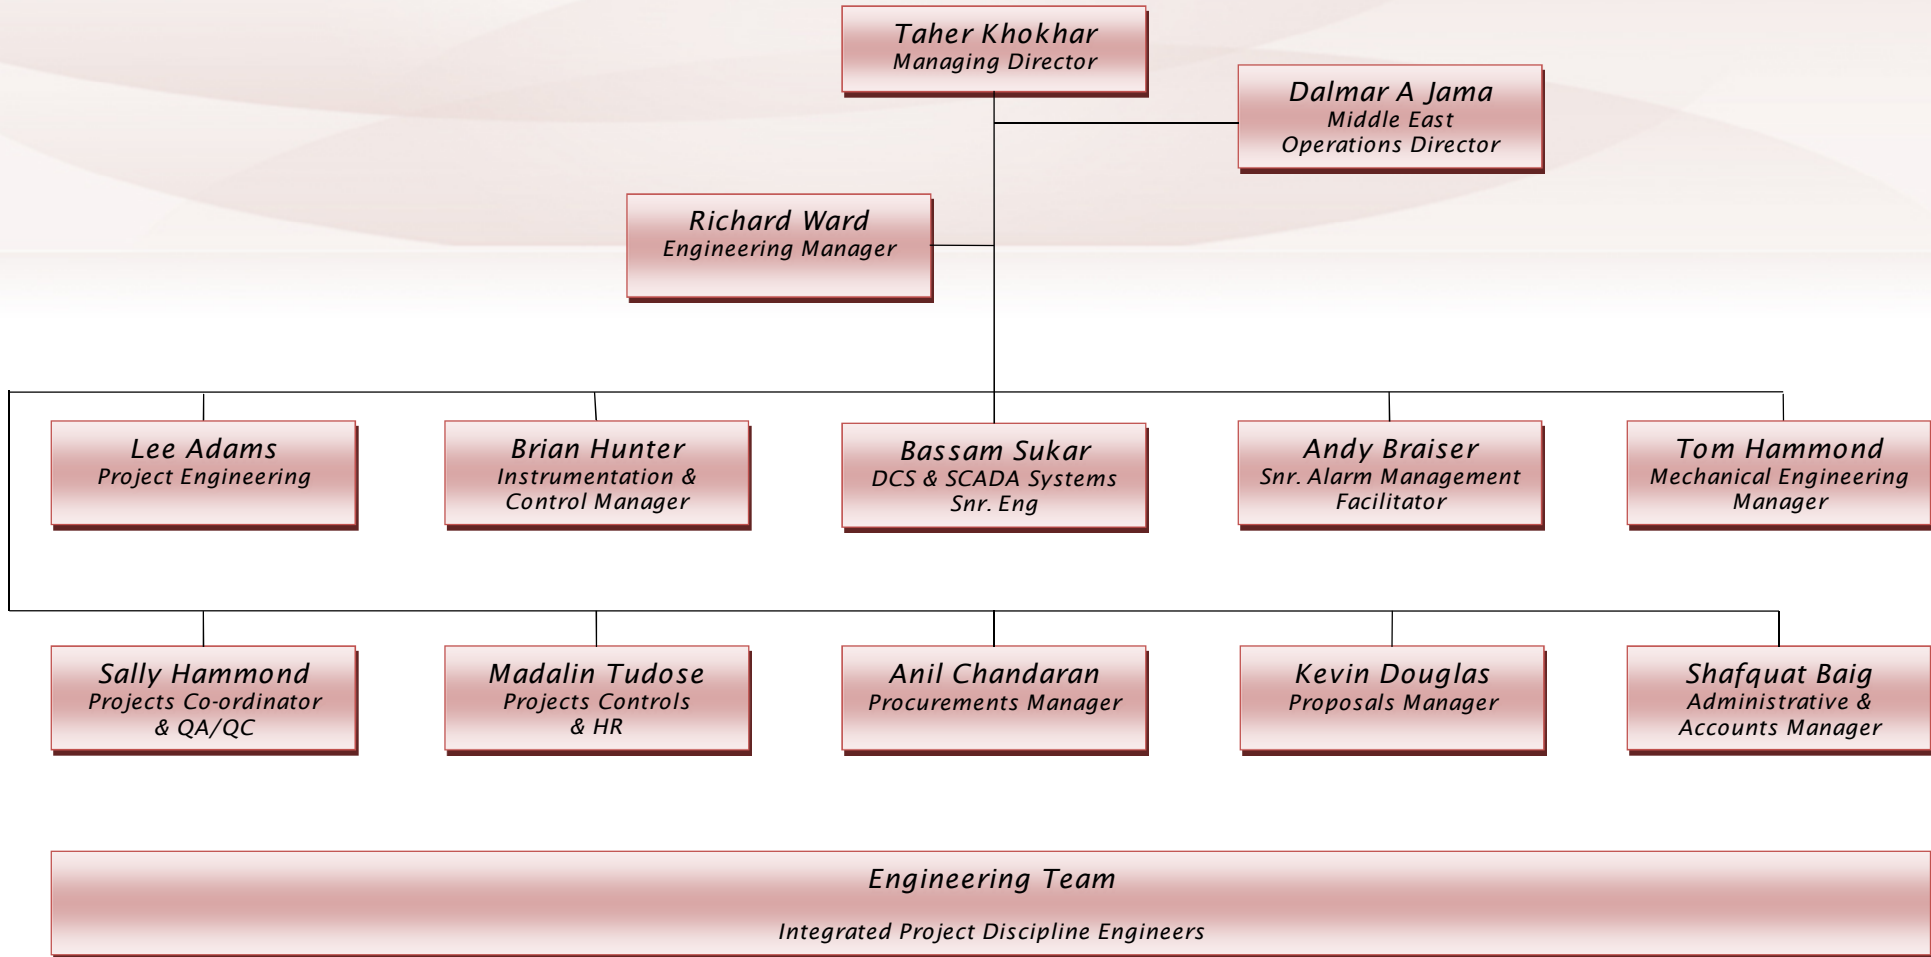 Taher Khokhar
Managing Director
Dalmar A Jama
Middle East
Operations Director
Richard Ward
Engineering Manager
Lee Adams
Project Engineering
Brian Hunter
Instrumentation &
Control Manager
Bassam Sukar
DCS & SCADA Systems
Snr. Eng
Andy Braiser
Snr. Alarm Management
Facilitator
Tom Hammond
Mechanical Engineering
Manager
Sally Hammond
Projects Co-ordinator
& QA/QC
Madalin Tudose
Projects Controls
& HR
Anil Chandaran
Procurements Manager
Kevin Douglas
Proposals Manager
Shafquat Baig
Administrative &
Accounts Manager
Engineering Team
Integrated Project Discipline Engineers